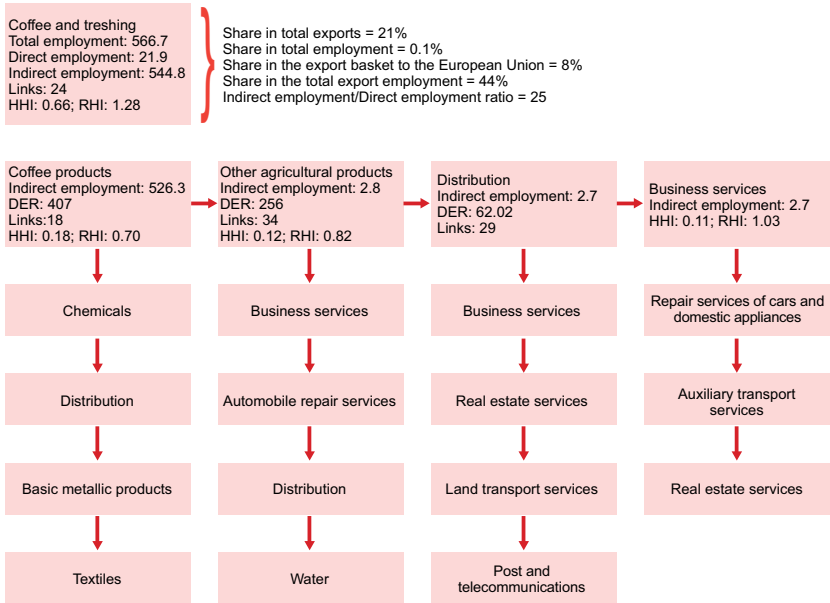 Coffee and treshing
Total employment: 566.7
Direct employment: 21.9
Indirect employment: 544.8
Links: 24
HHI: 0.66; RHI: 1.28
Share in total exports = 21%
Share in total employment = 0.1%
Share in the export basket to the European Union = 8%
Share in the total export employment = 44%
Indirect employment/Direct employment ratio = 25
Coffee products
Indirect employment: 526.3
DER: 407
Links:18
HHI: 0.18; RHI: 0.70
Other agricultural products
Indirect employment: 2.8
DER: 256
Links: 34
HHI: 0.12; RHI: 0.82
Distribution
Indirect employment: 2.7
DER: 62.02
Links: 29
Business services
Indirect employment: 2.7
HHI: 0.11; RHI: 1.03
Chemicals
Business services
Business services
Repair services of cars and
domestic appliances
Distribution
Automobile repair services
Real estate services
Auxiliary transport
services
Basic metallic products
Distribution
Land transport services
Real estate services
Textiles
Water
Post and
telecommunications